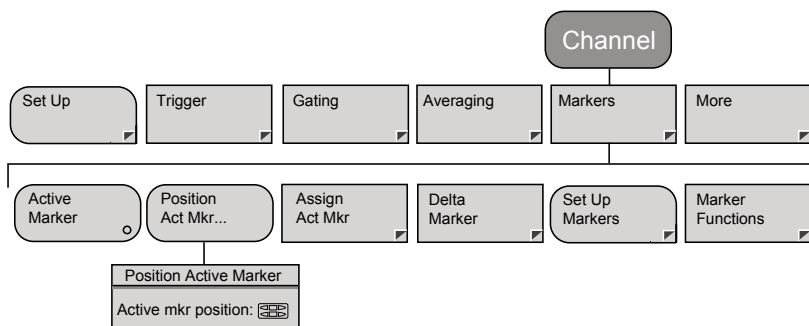 Channel
Set Up
Trigger
Gating
Averaging
Markers
More
Active
Marker
Position
Act Mkr...
Assign
Act Mkr
Delta
Marker
Set Up
Markers
Marker
Functions
Position Active Marker
Active mkr position: